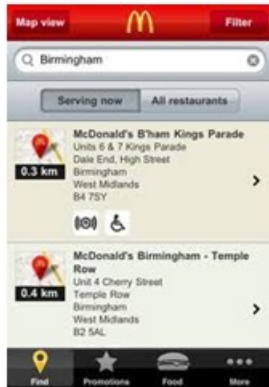 Map view
Filter
Birmingham
Serving now
All restaurants
McDonald's B'ham Kings Parade
Units 6 & 7 Kings Parade
Dale End, High Street
Birmingham
West Midlands
B4 7SY
0.3 km
McDonald's Birmingham - Temple
Row
Unit 4 Cherry Street
Temple Row
Birmingham
West Midlands
B2 5AL
0.4 km
Find
Promotions
Food
More